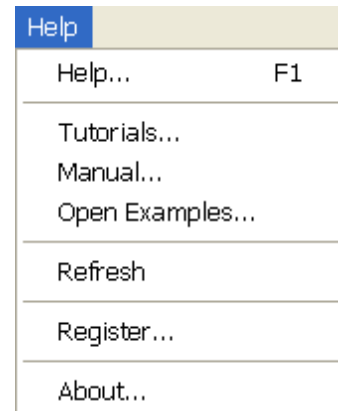 Help
Help... F1
Tutorials...
Manual...
Open Examples...
Refresh
Register...
About...